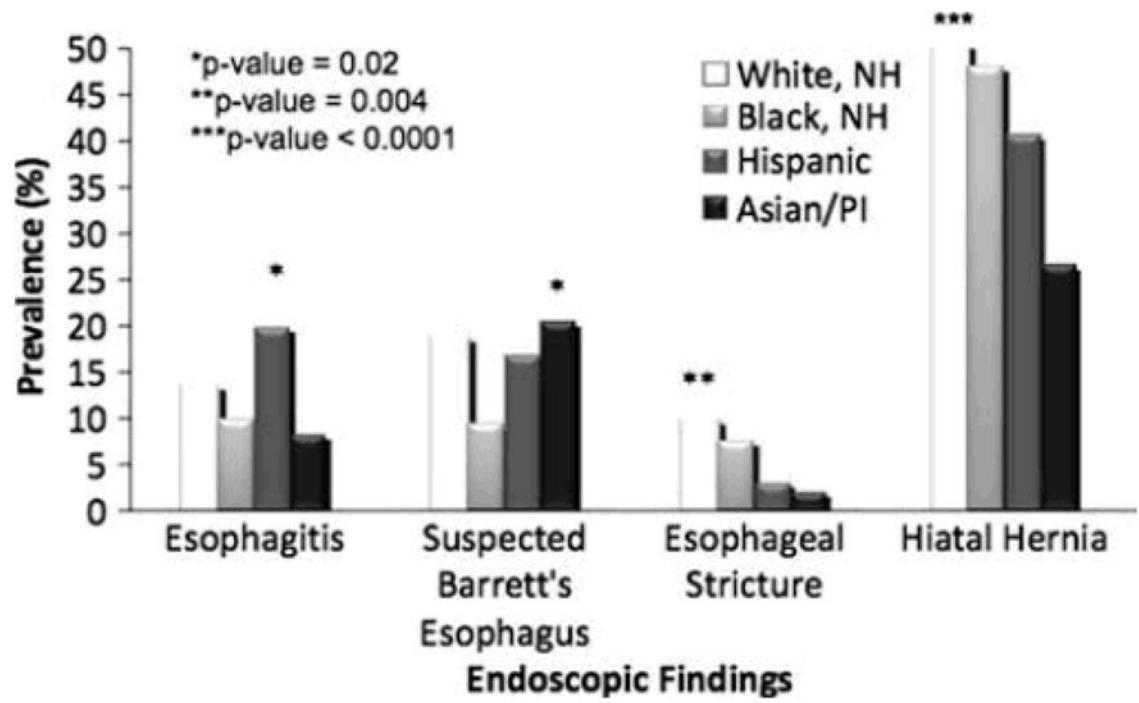 ***
50
45
40
35
30
25
20
15
10
5
0
Prevalence (%)
*p-value = 0.02
**p-value = 0.004
***p-value < 0.0001
White, NH
Black, NH
Hispanic
Asian/PI
*
*
**
Esophagitis
Suspected
Barrett's
Esophagus
Esophageal
Stricture
Hiatal Hernia
Endoscopic Findings